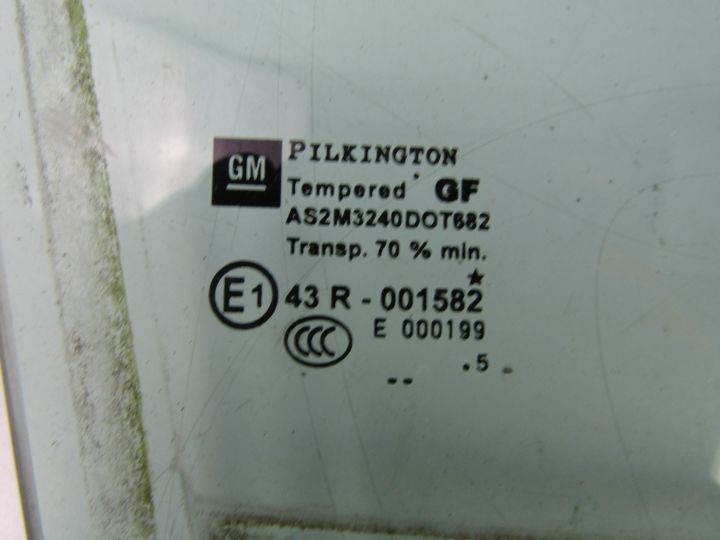 GM
PILKINGTON
Tempered GF
AS2M3240DOT682
Transp. 70 % min.
E1 43 R - 001582
CCC
E 000199
.5
--